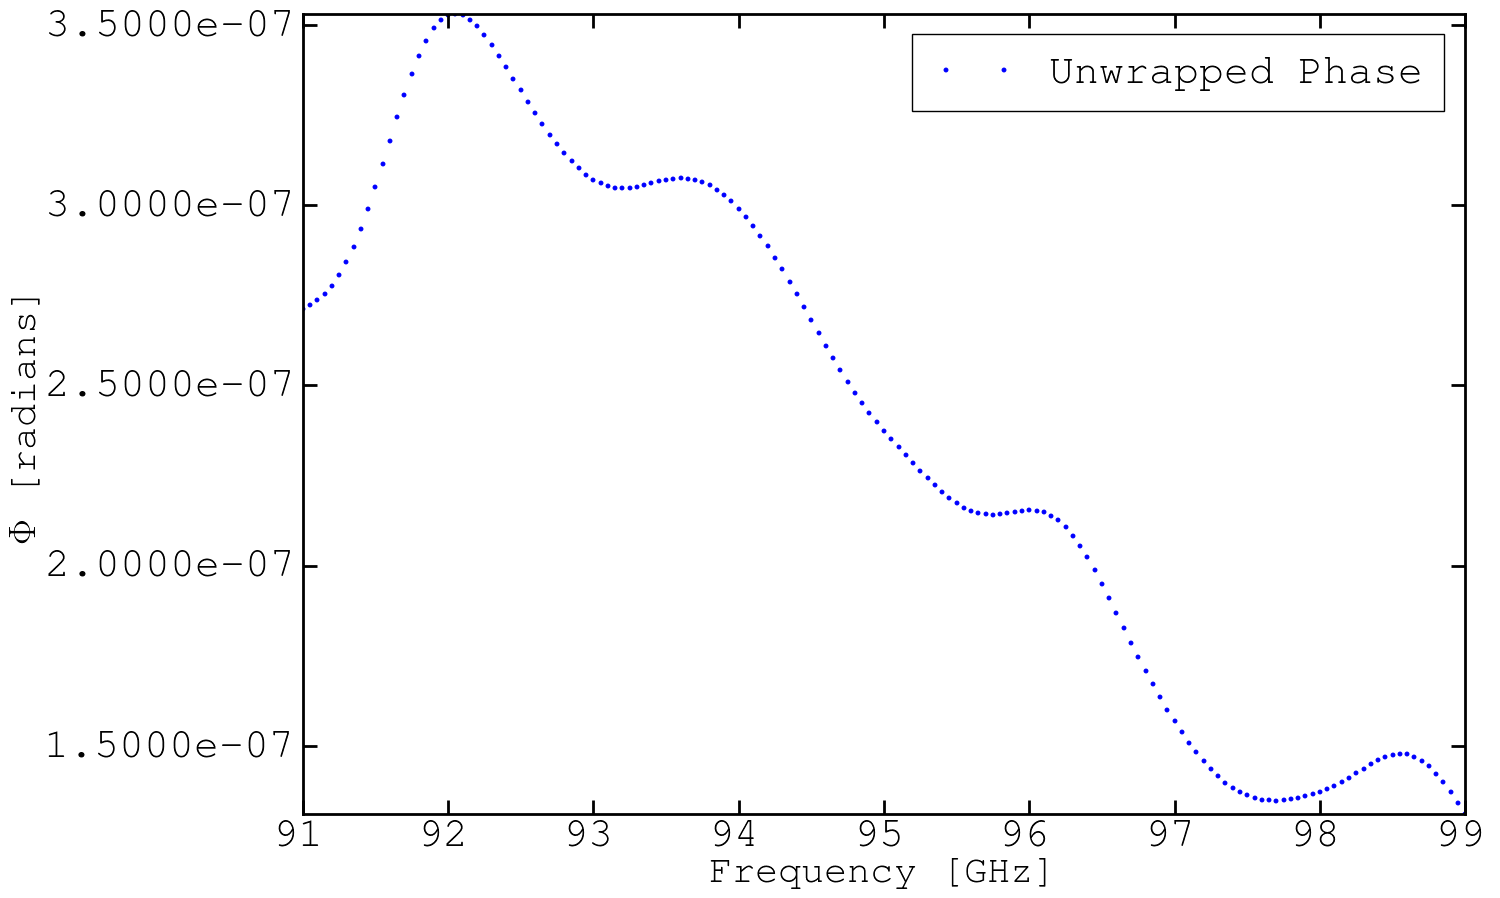 3.5000e−07
3.0000e−07
2.5000e−07
2.0000e−07
1.5000e−07
Φ [radians]
Unwrapped Phase
91 92 93 94 95 96 97 98 99
Frequency [GHz]